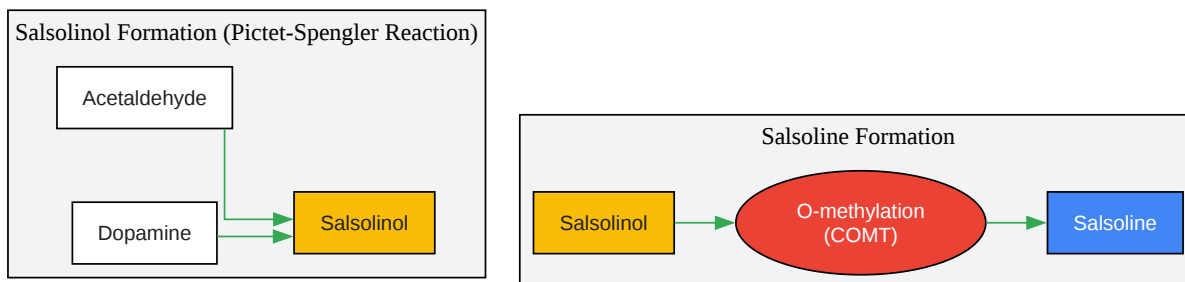 Salsolinol Formation (Pictet-Spengler Reaction)
Acetaldehyde
Dopamine
Salsolinol
Salsoline Formation
Salsolinol
O-methylation
(COMT)
Salsoline